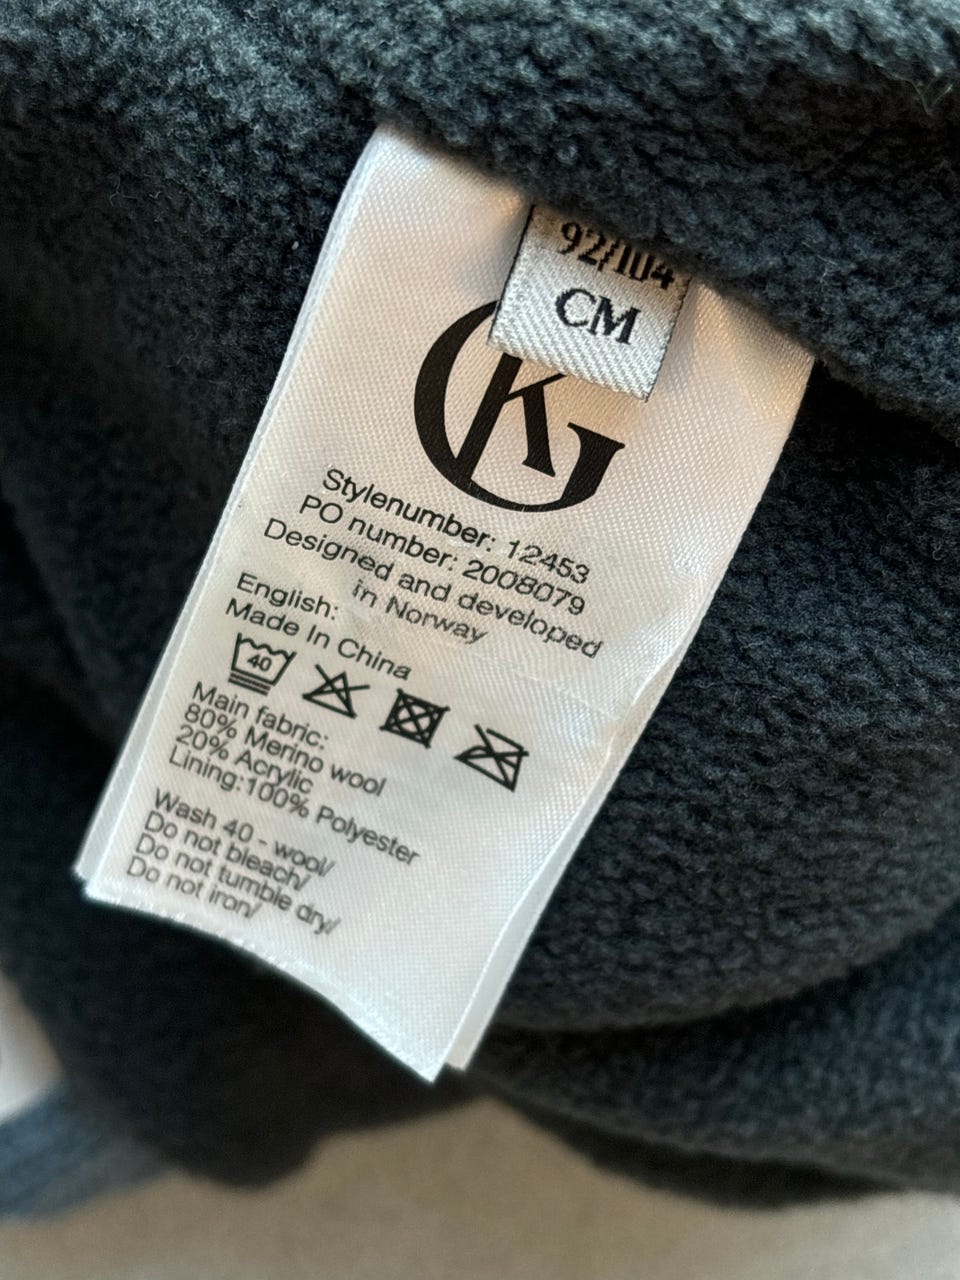 92/104
CM
KG
Stylenumber: 12453
PO number: 2008079
Designed and developed
in Norway
English:
Made In China
40
Main fabric:
80% Merino wool
20% Acrylic
Lining:100% Polyester
Wash 40 - wool/
Do not bleach/
Do not tumble dry/
Do not iron/